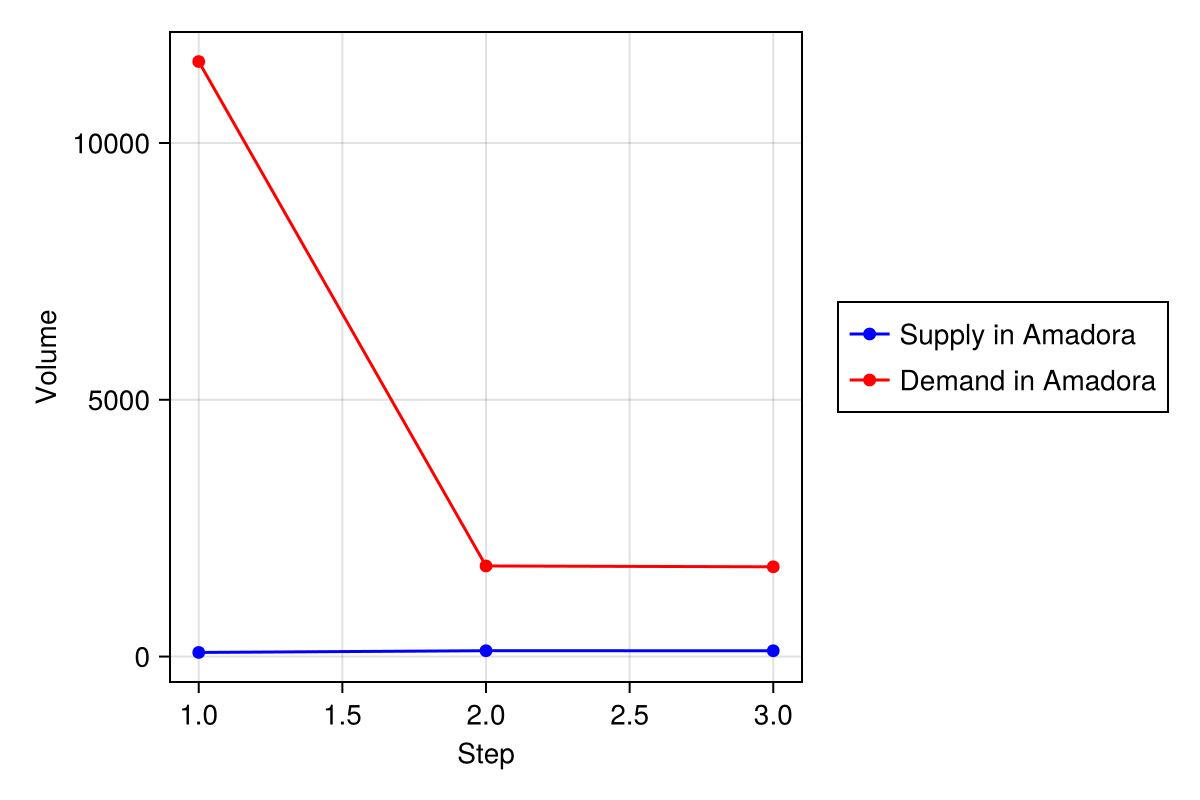 10000
5000
0
Volume
1.0 1.5 2.0 2.5 3.0
Step
Supply in Amadora
Demand in Amadora